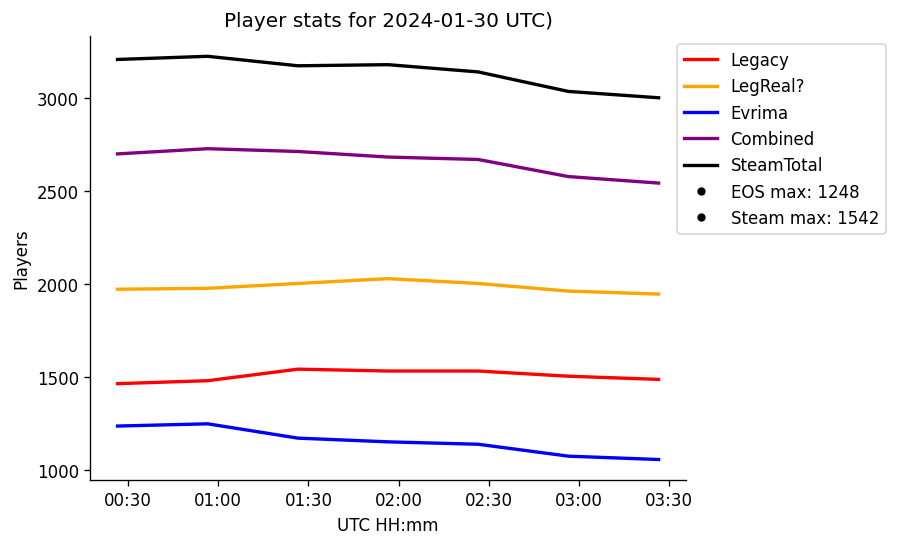 Player stats for 2024-01-30 UTC)
Legacy
LegReal?
Evrima
Combined
SteamTotal
EOS max: 1248
Steam max: 1542
Players
3000
2500
2000
1500
1000
00:30 01:00 01:30 02:00 02:30 03:00 03:30
UTC HH:mm